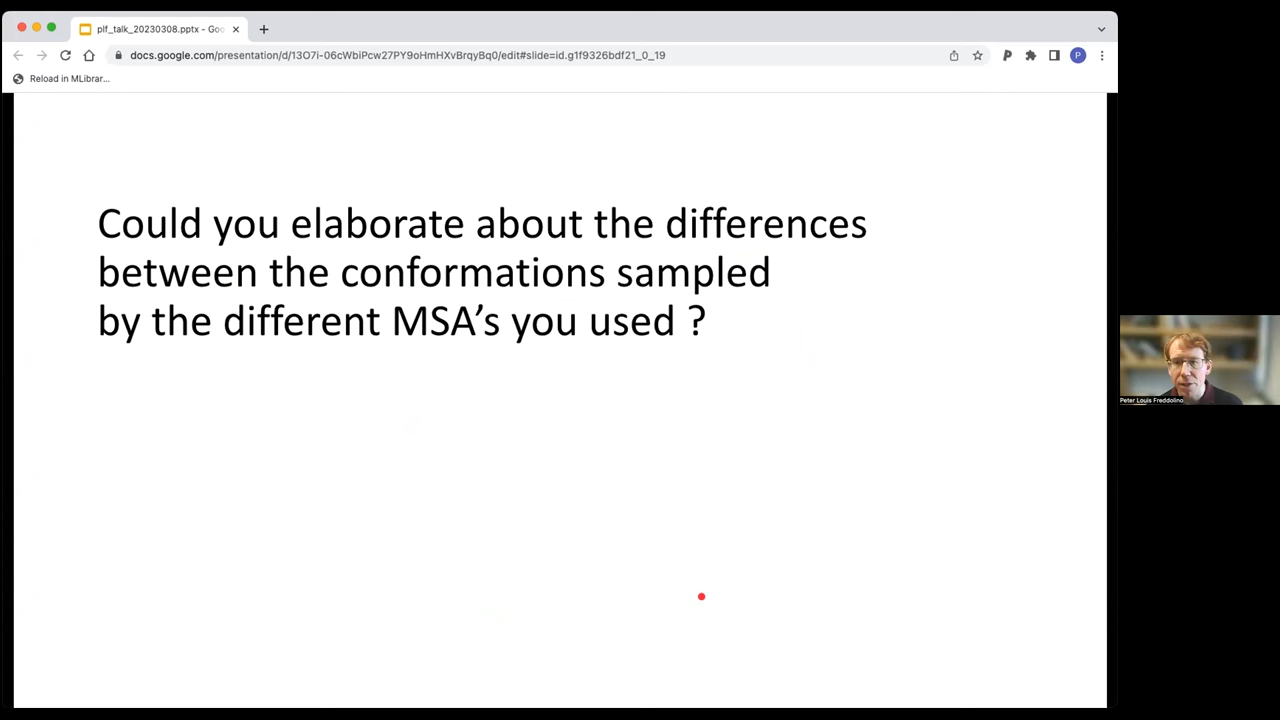 plf_talk_20230308.pptx - Goo
docs.google.com/presentation/d/13O7i-06cWbiPcw27PY9oHmHXvBrqyBq0/edit#slide=id.g1f9326bdf21_0_19
P
Reload in MLibrar...
Could you elaborate about the differences
between the conformations sampled
by the different MSA’s you used ?
Peter Louis Freddolino